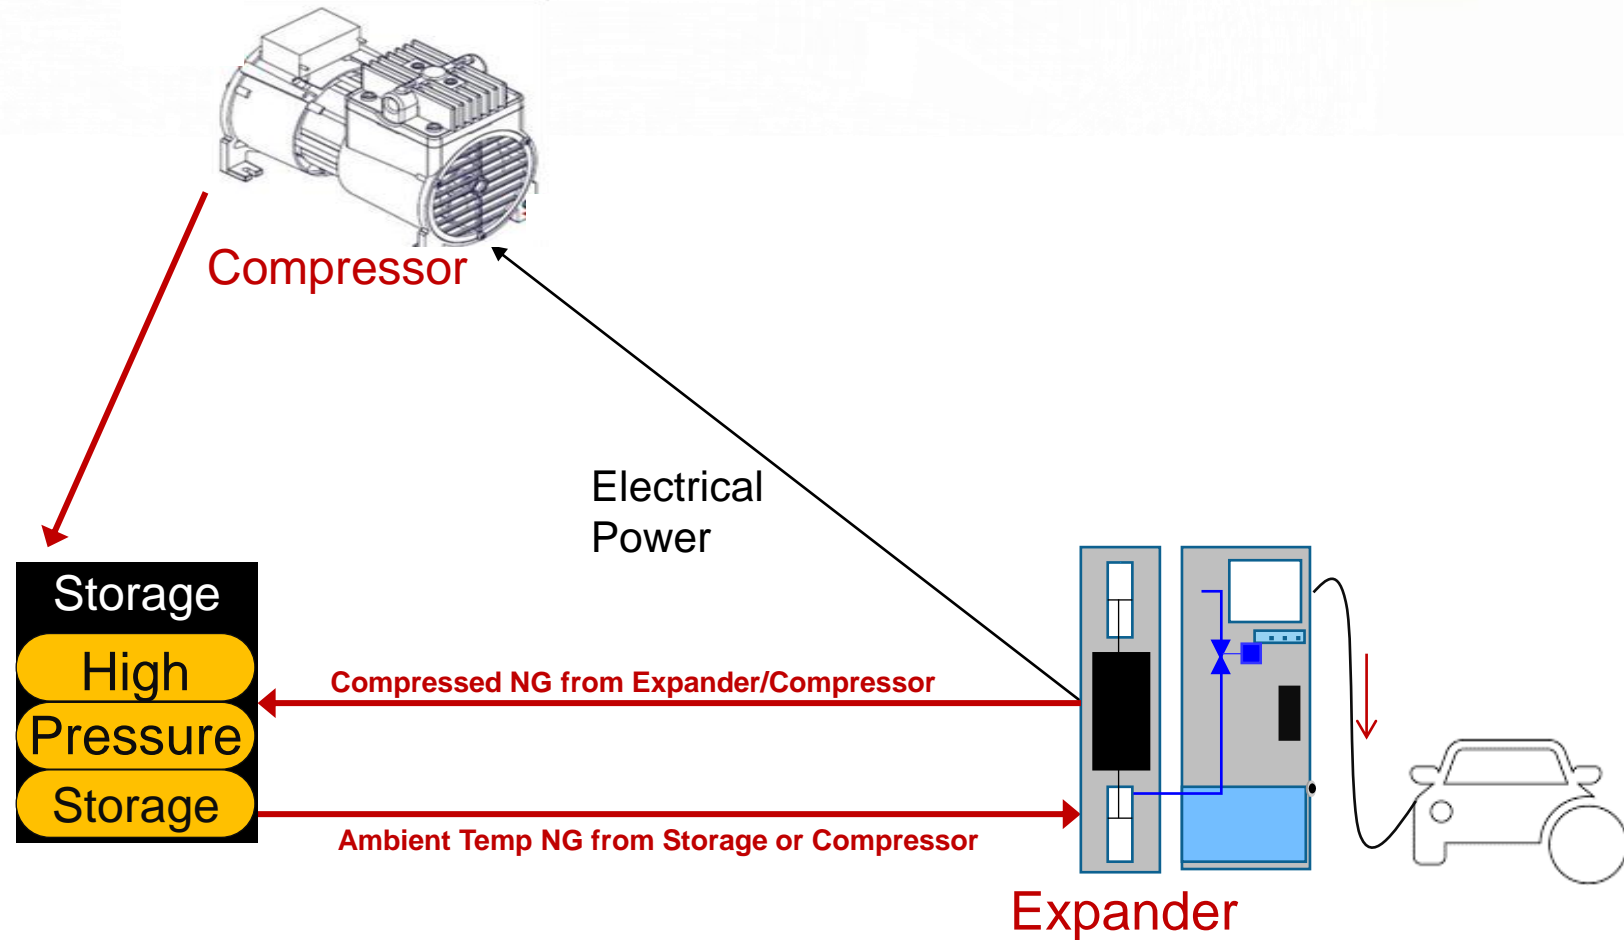 Compressor
Electrical
Power
Storage
High
Pressure
Storage
Compressed NG from Expander/Compressor
Ambient Temp NG from Storage or Compressor
Expander